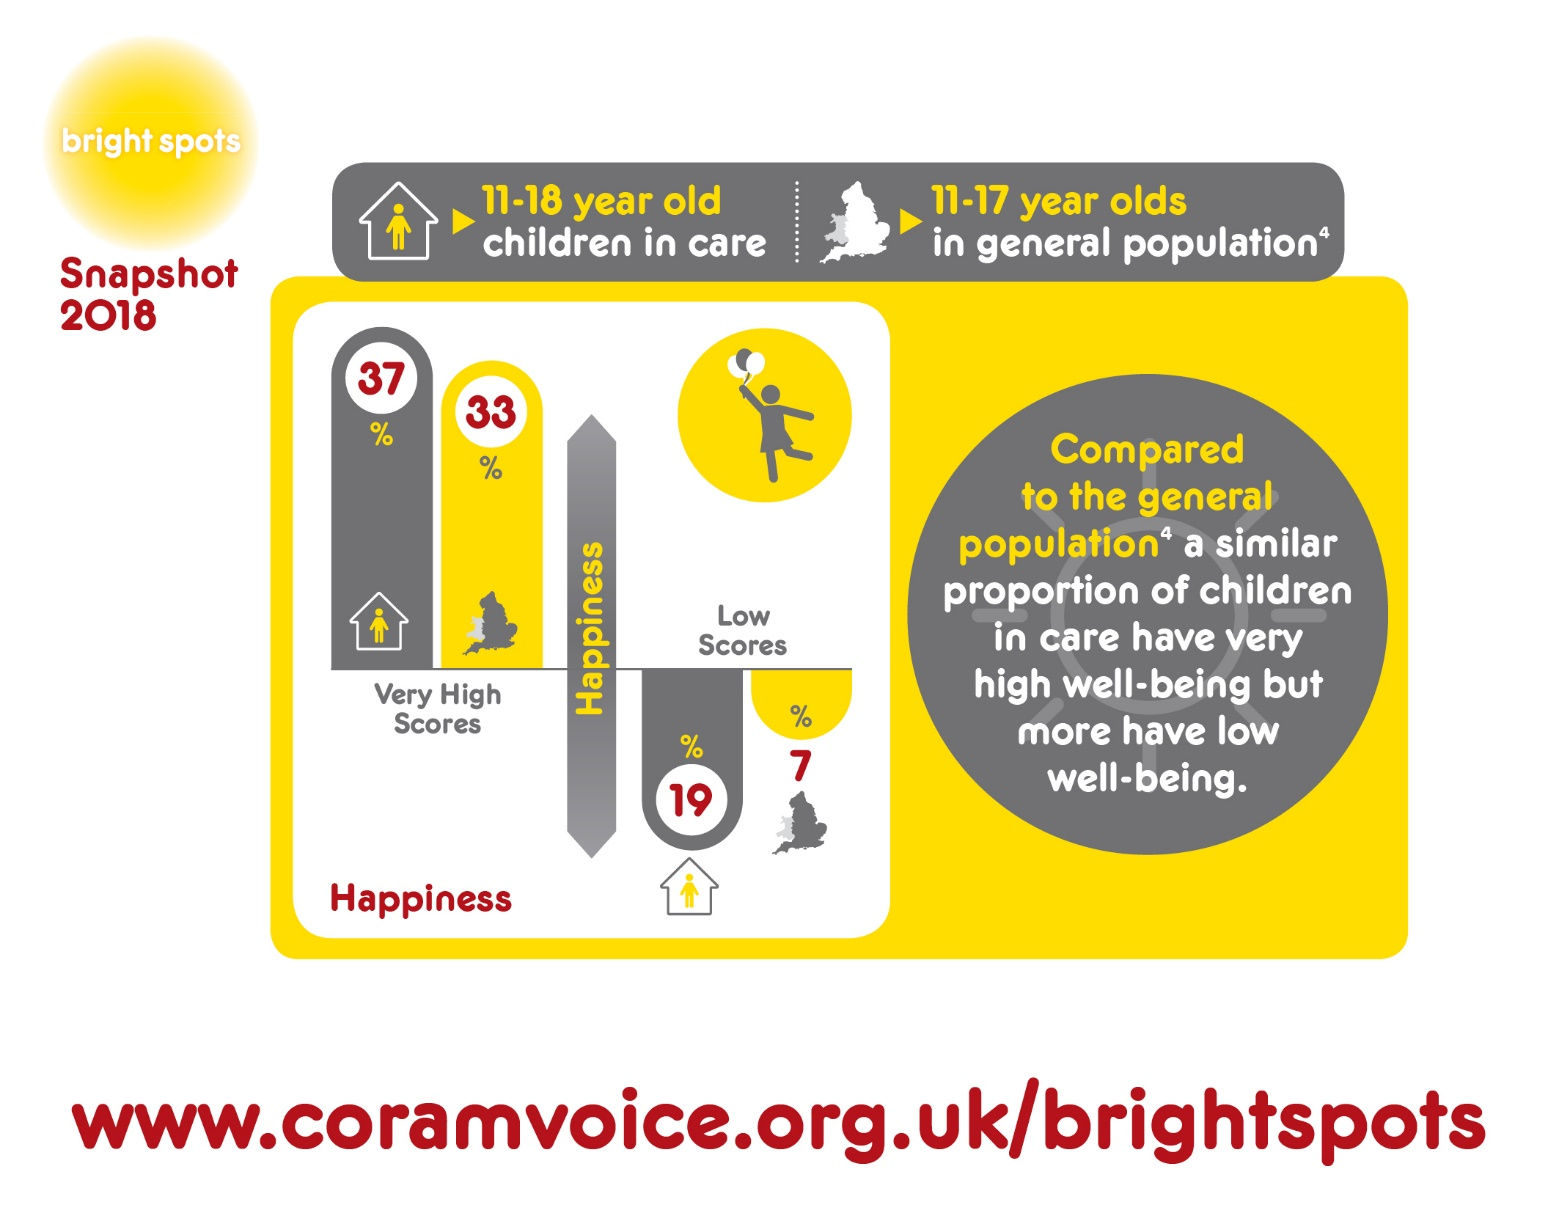 bright spots
Snapshot
2018
11-18 year old
children in care
11-17 year olds
in general population⁴
37
%
33
%
Happiness
Low
Scores
Very High
Scores
%
19
%
7
Happiness
Compared
to the general
population⁴ a similar
proportion of children
in care have very
high well-being but
more have low
well-being.
www.coramvoice.org.uk/brightspots